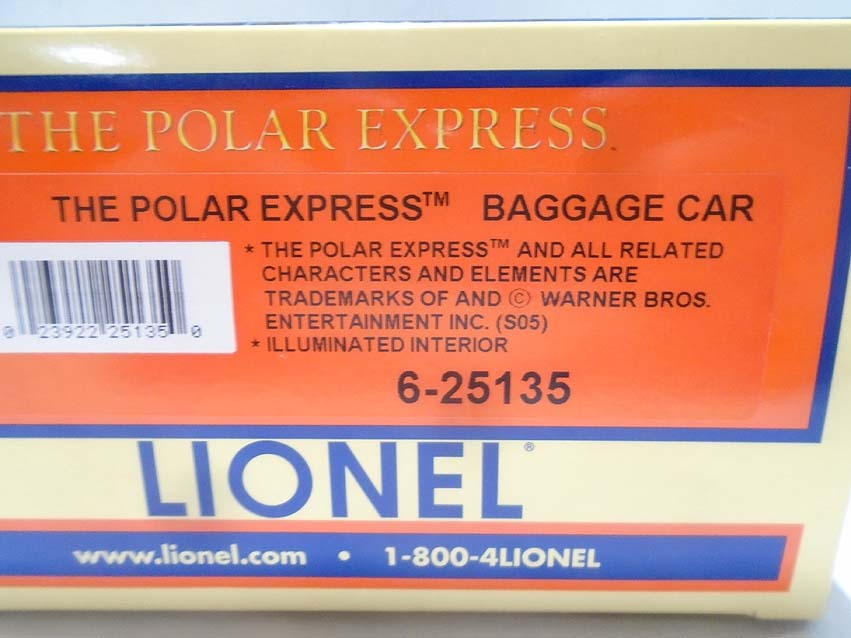 THE POLAR EXPRESS.
THE POLAR EXPRESS™ BAGGAGE CAR
* THE POLAR EXPRESS™ AND ALL RELATED
CHARACTERS AND ELEMENTS ARE
TRADEMARKS OF AND © WARNER BROS.
ENTERTAINMENT INC. (S05)
* ILLUMINATED INTERIOR
0 23922 25135 0
6-25135
LIONEL®
www.lionel.com • 1-800-4LIONEL